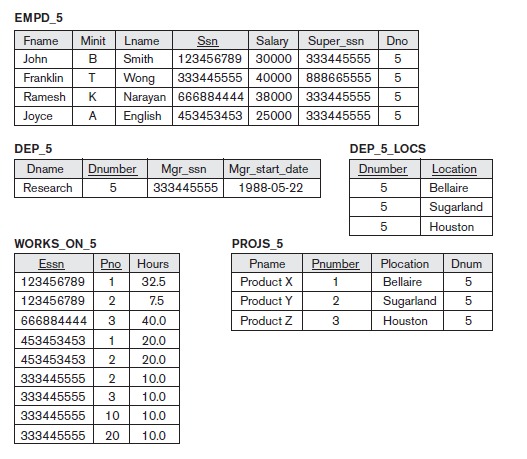 EMPD_5
Fname Minit Lname Ssn Salary Super_ssn Dno
John B Smith 123456789 30000 333445555 5
Franklin T Wong 333445555 40000 888665555 5
Ramesh K Narayan 666884444 38000 333445555 5
Joyce A English 453453453 25000 333445555 5
DEP_5
Dname Dnumber Mgr_ssn Mgr_start_date
Research 5 333445555 1988-05-22
DEP_5_LOCS
Dnumber Location
5 Bellaire
5 Sugarland
5 Houston
WORKS_ON_5
Essn Pno Hours
123456789 1 32.5
123456789 2 7.5
666884444 3 40.0
453453453 1 20.0
453453453 2 20.0
333445555 2 10.0
333445555 3 10.0
333445555 10 10.0
333445555 20 10.0
PROJS_5
Pname Pnumber Plocation Dnum
Product X 1 Bellaire 5
Product Y 2 Sugarland 5
Product Z 3 Houston 5